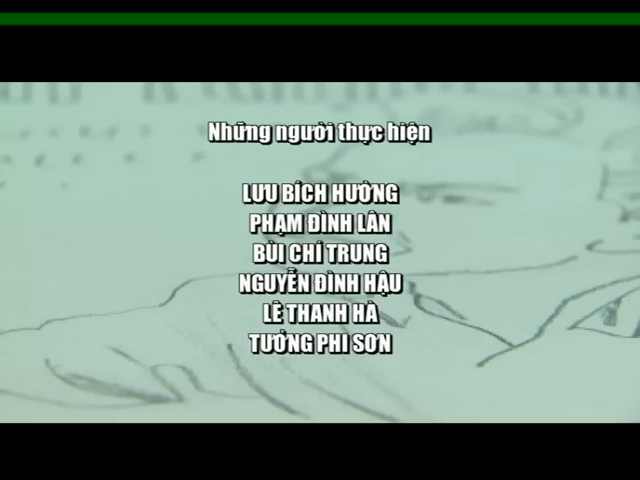 Những người thực hiện
LƯU BÍCH HƯỜNG
PHẠM ĐÌNH LÂN
BÙI CHÍ TRUNG
NGUYỄN ĐÌNH HẬU
LÊ THANH HÀ
TƯỞNG PHI SƠN